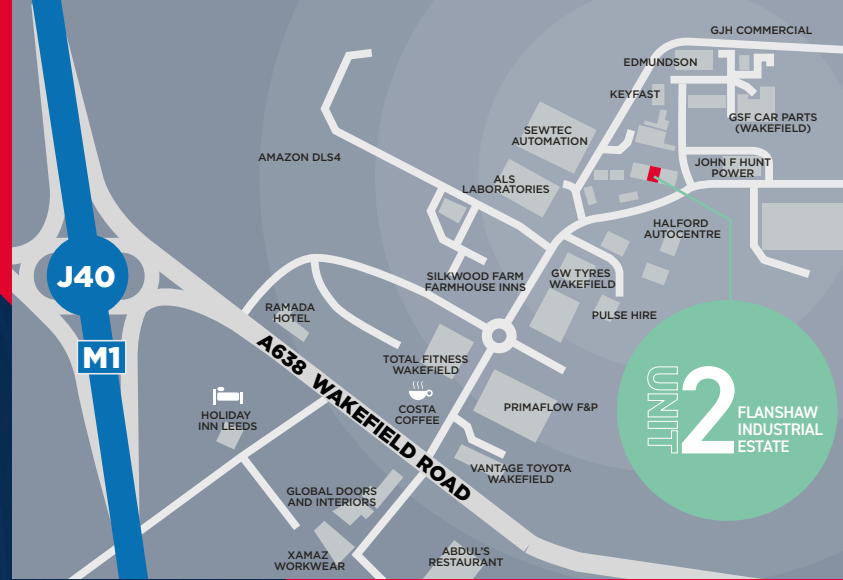 GJH COMMERCIAL
EDMUNDSON
KEYFAST
GSF CAR PARTS
(WAKEFIELD)
SEWTEC
AUTOMATION
AMAZON DLS4
JOHN F HUNT
POWER
ALS
LABORATORIES
HALFORD
AUTOCENTRE
J40
SILKWOOD FARM
FARMHOUSE INNS
GW TYRES
WAKEFIELD
RAMADA
HOTEL
PULSE HIRE
M1
A638 WAKEFIELD ROAD
TOTAL FITNESS
WAKEFIELD
HOLIDAY
INN LEEDS
COSTA
COFFEE
PRIMAFLOW F&P
UNIT
2
FLANSHAW
INDUSTRIAL
ESTATE
VANTAGE TOYOTA
WAKEFIELD
GLOBAL DOORS
AND INTERIORS
XAMAZ
WORKWEAR
ABDUL'S
RESTAURANT